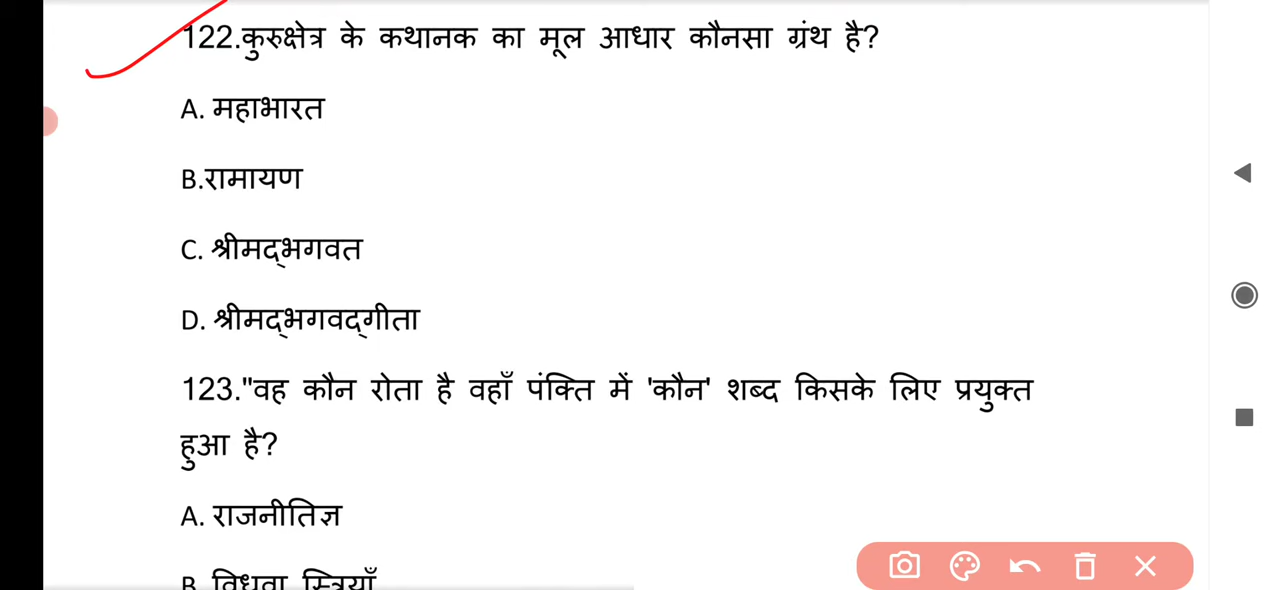 122.कुरुक्षेत्र के कथानक का मूल आधार कौनसा ग्रंथ है?
A. महाभारत
B.रामायण
C. श्रीमद्भगवत
D. श्रीमद्भगवद्गीता
123."वह कौन रोता है वहाँ पंक्ति में 'कौन' शब्द किसके लिए प्रयुक्त
हुआ है?
A. राजनीतिज्ञ
B. विधवा स्त्रियाँ